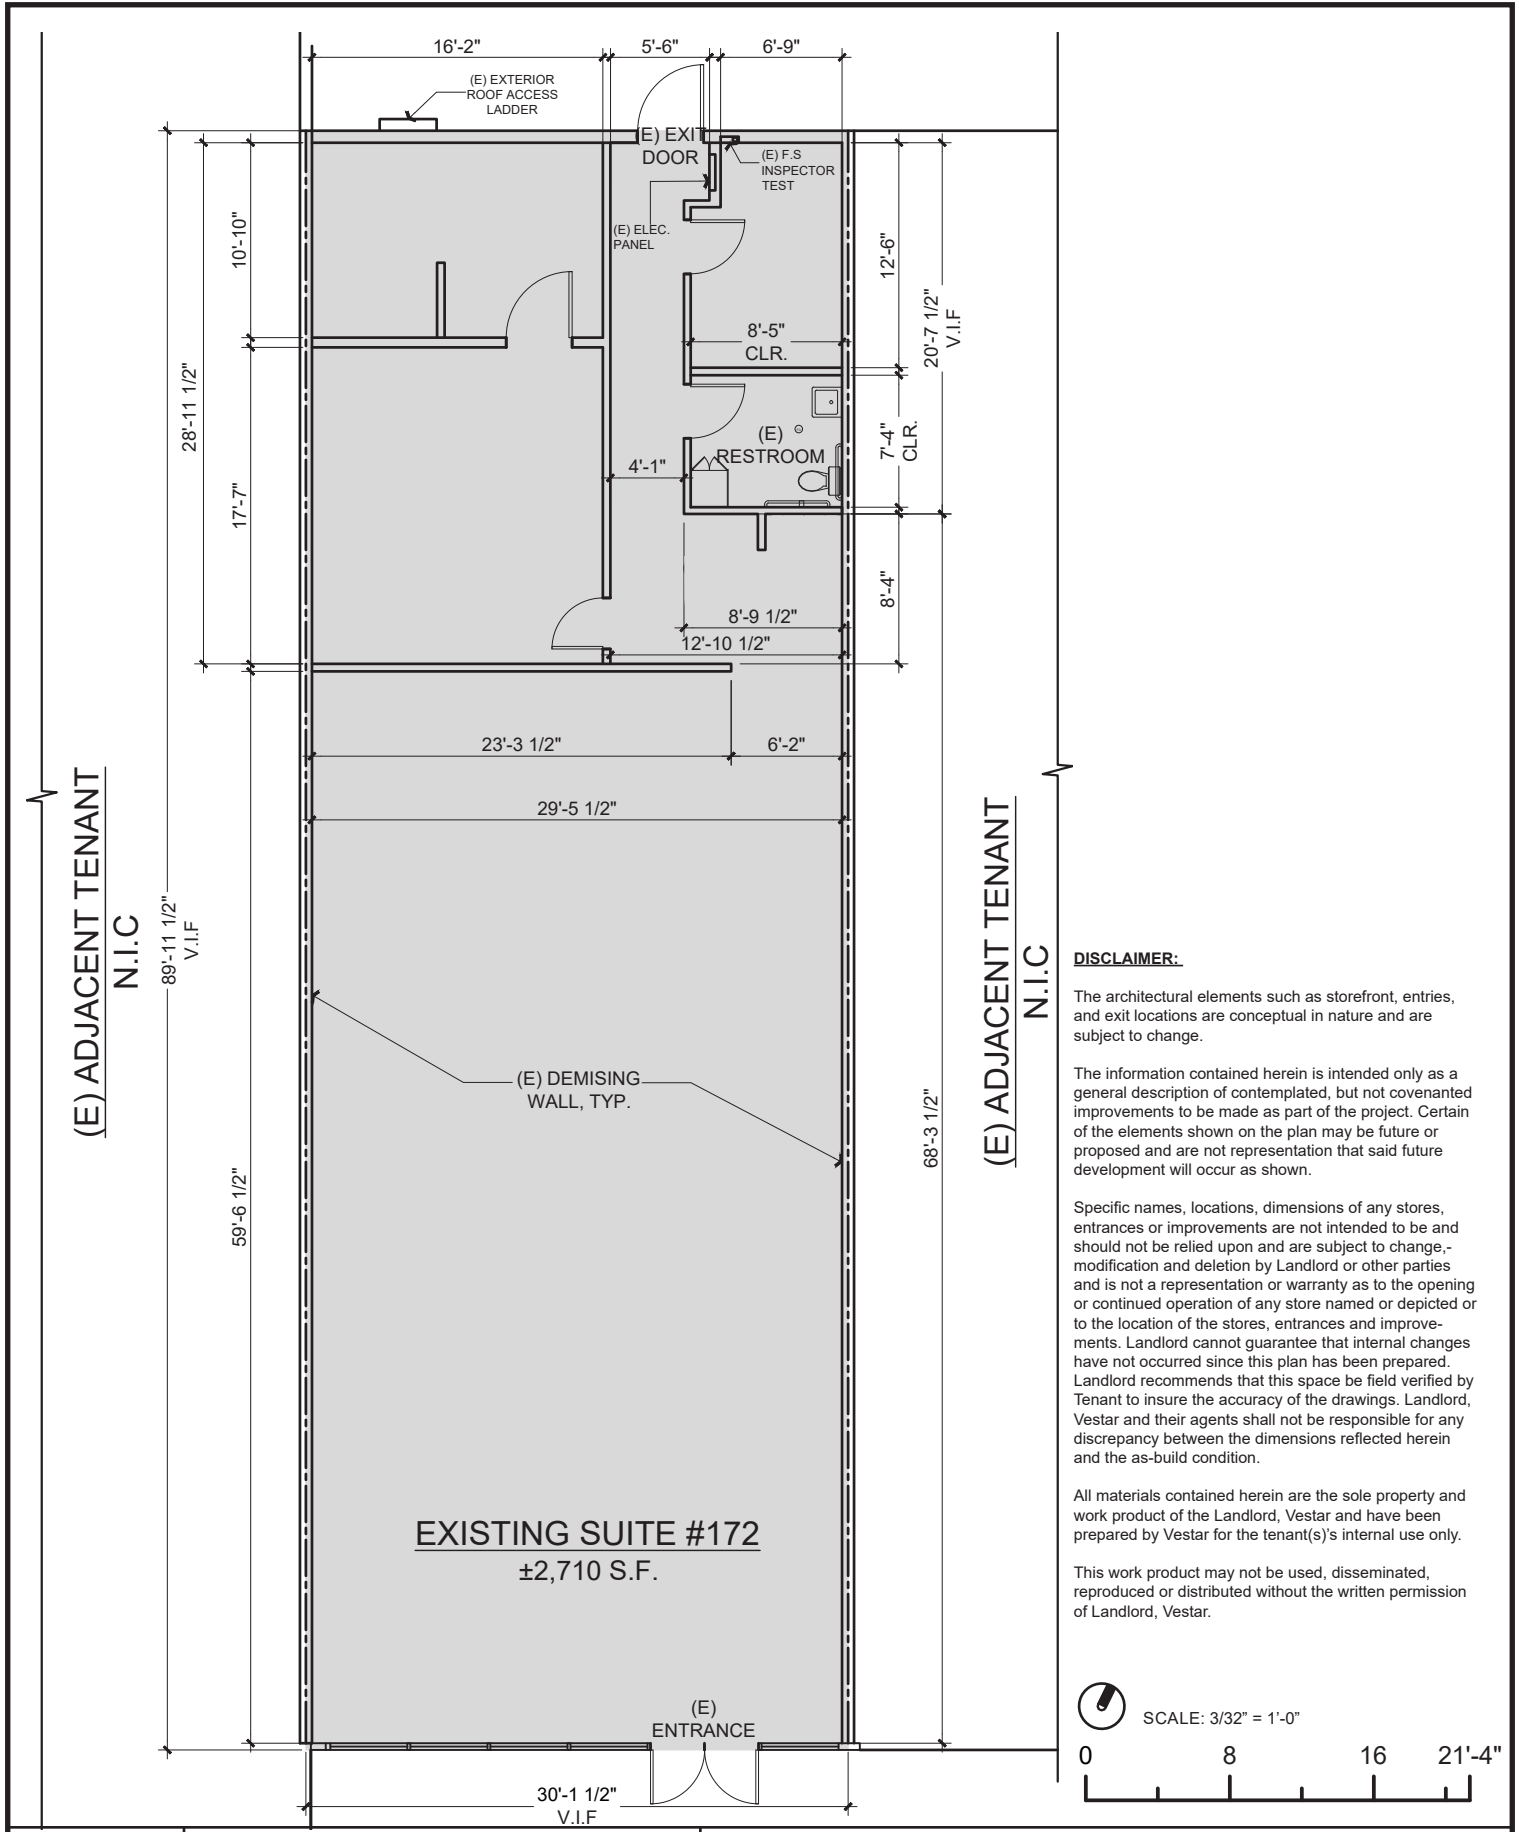 16'-2"
5'-6"
6'-9"
(E) EXTERIOR
ROOF ACCESS
LADDER
(E) EXIT
DOOR
(E) F.S
INSPECTOR
TEST
(E) ELEC.
PANEL
10'-10"
12'-6"
20'-7 1/2"
V.I.F
8'-5"
CLR.
28'-11 1/2"
7'-4"
CLR.
(E)
RESTROOM
4'-1"
17'-7"
8'-4"
8'-9 1/2"
12'-10 1/2"
23'-3 1/2"
6'-2"
29'-5 1/2"
(E) ADJACENT TENANT
N.I.C
89'-11 1/2"
V.I.F
(E) ADJACENT TENANT
N.I.C
(E) DEMISING
WALL, TYP.
68'-3 1/2"
59'-6 1/2"
EXISTING SUITE #172
±2,710 S.F.
(E)
ENTRANCE
30'-1 1/2"
V.I.F
DISCLAIMER:
The architectural elements such as storefront, entries,
and exit locations are conceptual in nature and are
subject to change.
The information contained herein is intended only as a
general description of contemplated, but not covenanted
improvements to be made as part of the project. Certain
of the elements shown on the plan may be future or
proposed and are not representation that said future
development will occur as shown.
Specific names, locations, dimensions of any stores,
entrances or improvements are not intended to be and
should not be relied upon and are subject to change,-
modification and deletion by Landlord or other parties
and is not a representation or warranty as to the opening
or continued operation of any store named or depicted or
to the location of the stores, entrances and improve-
ments. Landlord cannot guarantee that internal changes
have not occurred since this plan has been prepared.
Landlord recommends that this space be field verified by
Tenant to insure the accuracy of the drawings. Landlord,
Vestar and their agents shall not be responsible for any
discrepancy between the dimensions reflected herein
and the as-build condition.
All materials contained herein are the sole property and
work product of the Landlord, Vestar and have been
prepared by Vestar for the tenant(s)'s internal use only.
This work product may not be used, disseminated,
reproduced or distributed without the written permission
of Landlord, Vestar.
SCALE: 3/32” = 1’-0”
0 8 16 21'-4"